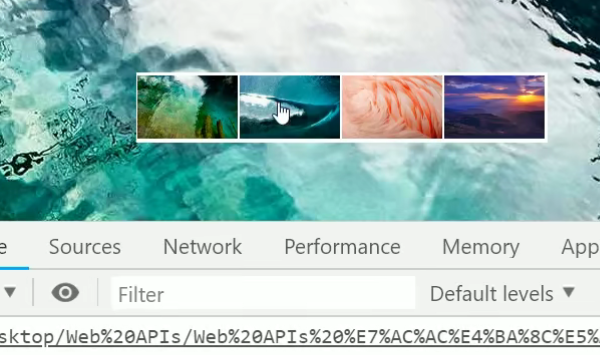 Sources Network Performance Memory
Filter Default levels ▼
/Web%20APIs/Web%20APIs%20%E7%AC%AC%E4%BA%8C%E5%